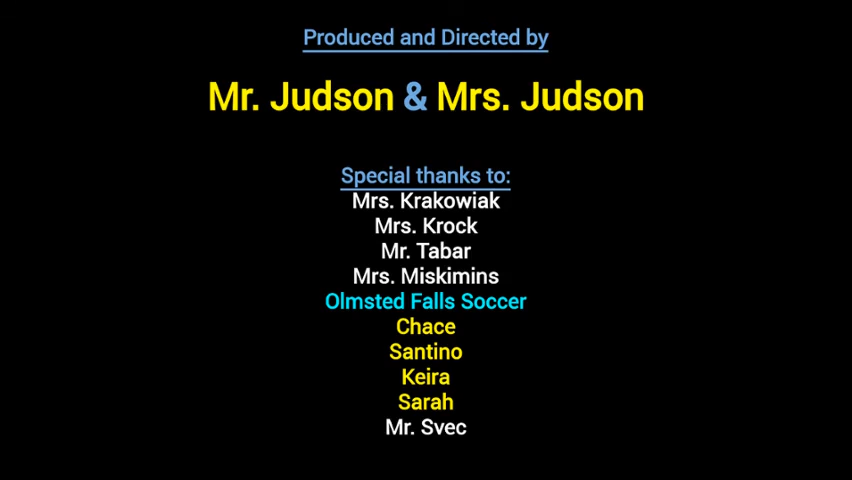 Produced and Directed by
Mr. Judson & Mrs. Judson
Special thanks to:
Mrs. Krakowiak
Mrs. Krock
Mr. Tabar
Mrs. Miskimins
Olmsted Falls Soccer
Chace
Santino
Keira
Sarah
Mr. Svec